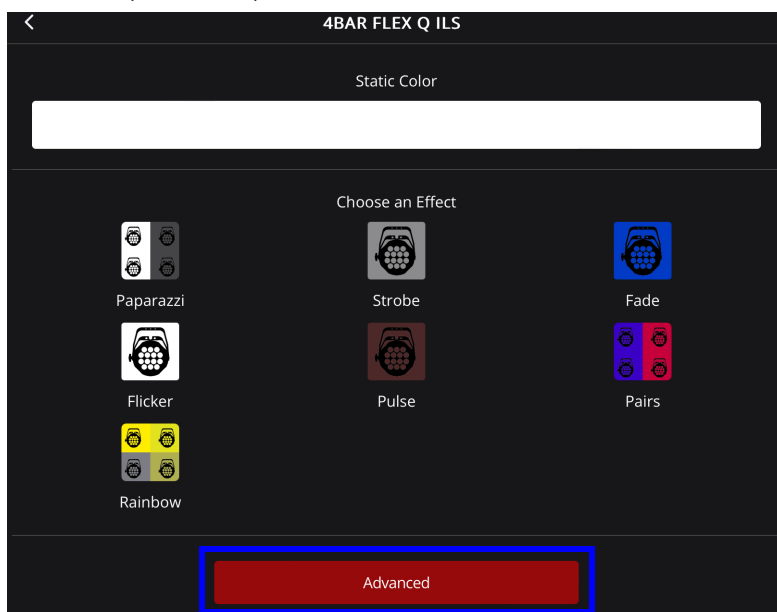 4BAR FLEX Q ILS
Static Color
Choose an Effect
Paparazzi
Strobe
Fade
Flicker
Pulse
Pairs
Rainbow
Advanced